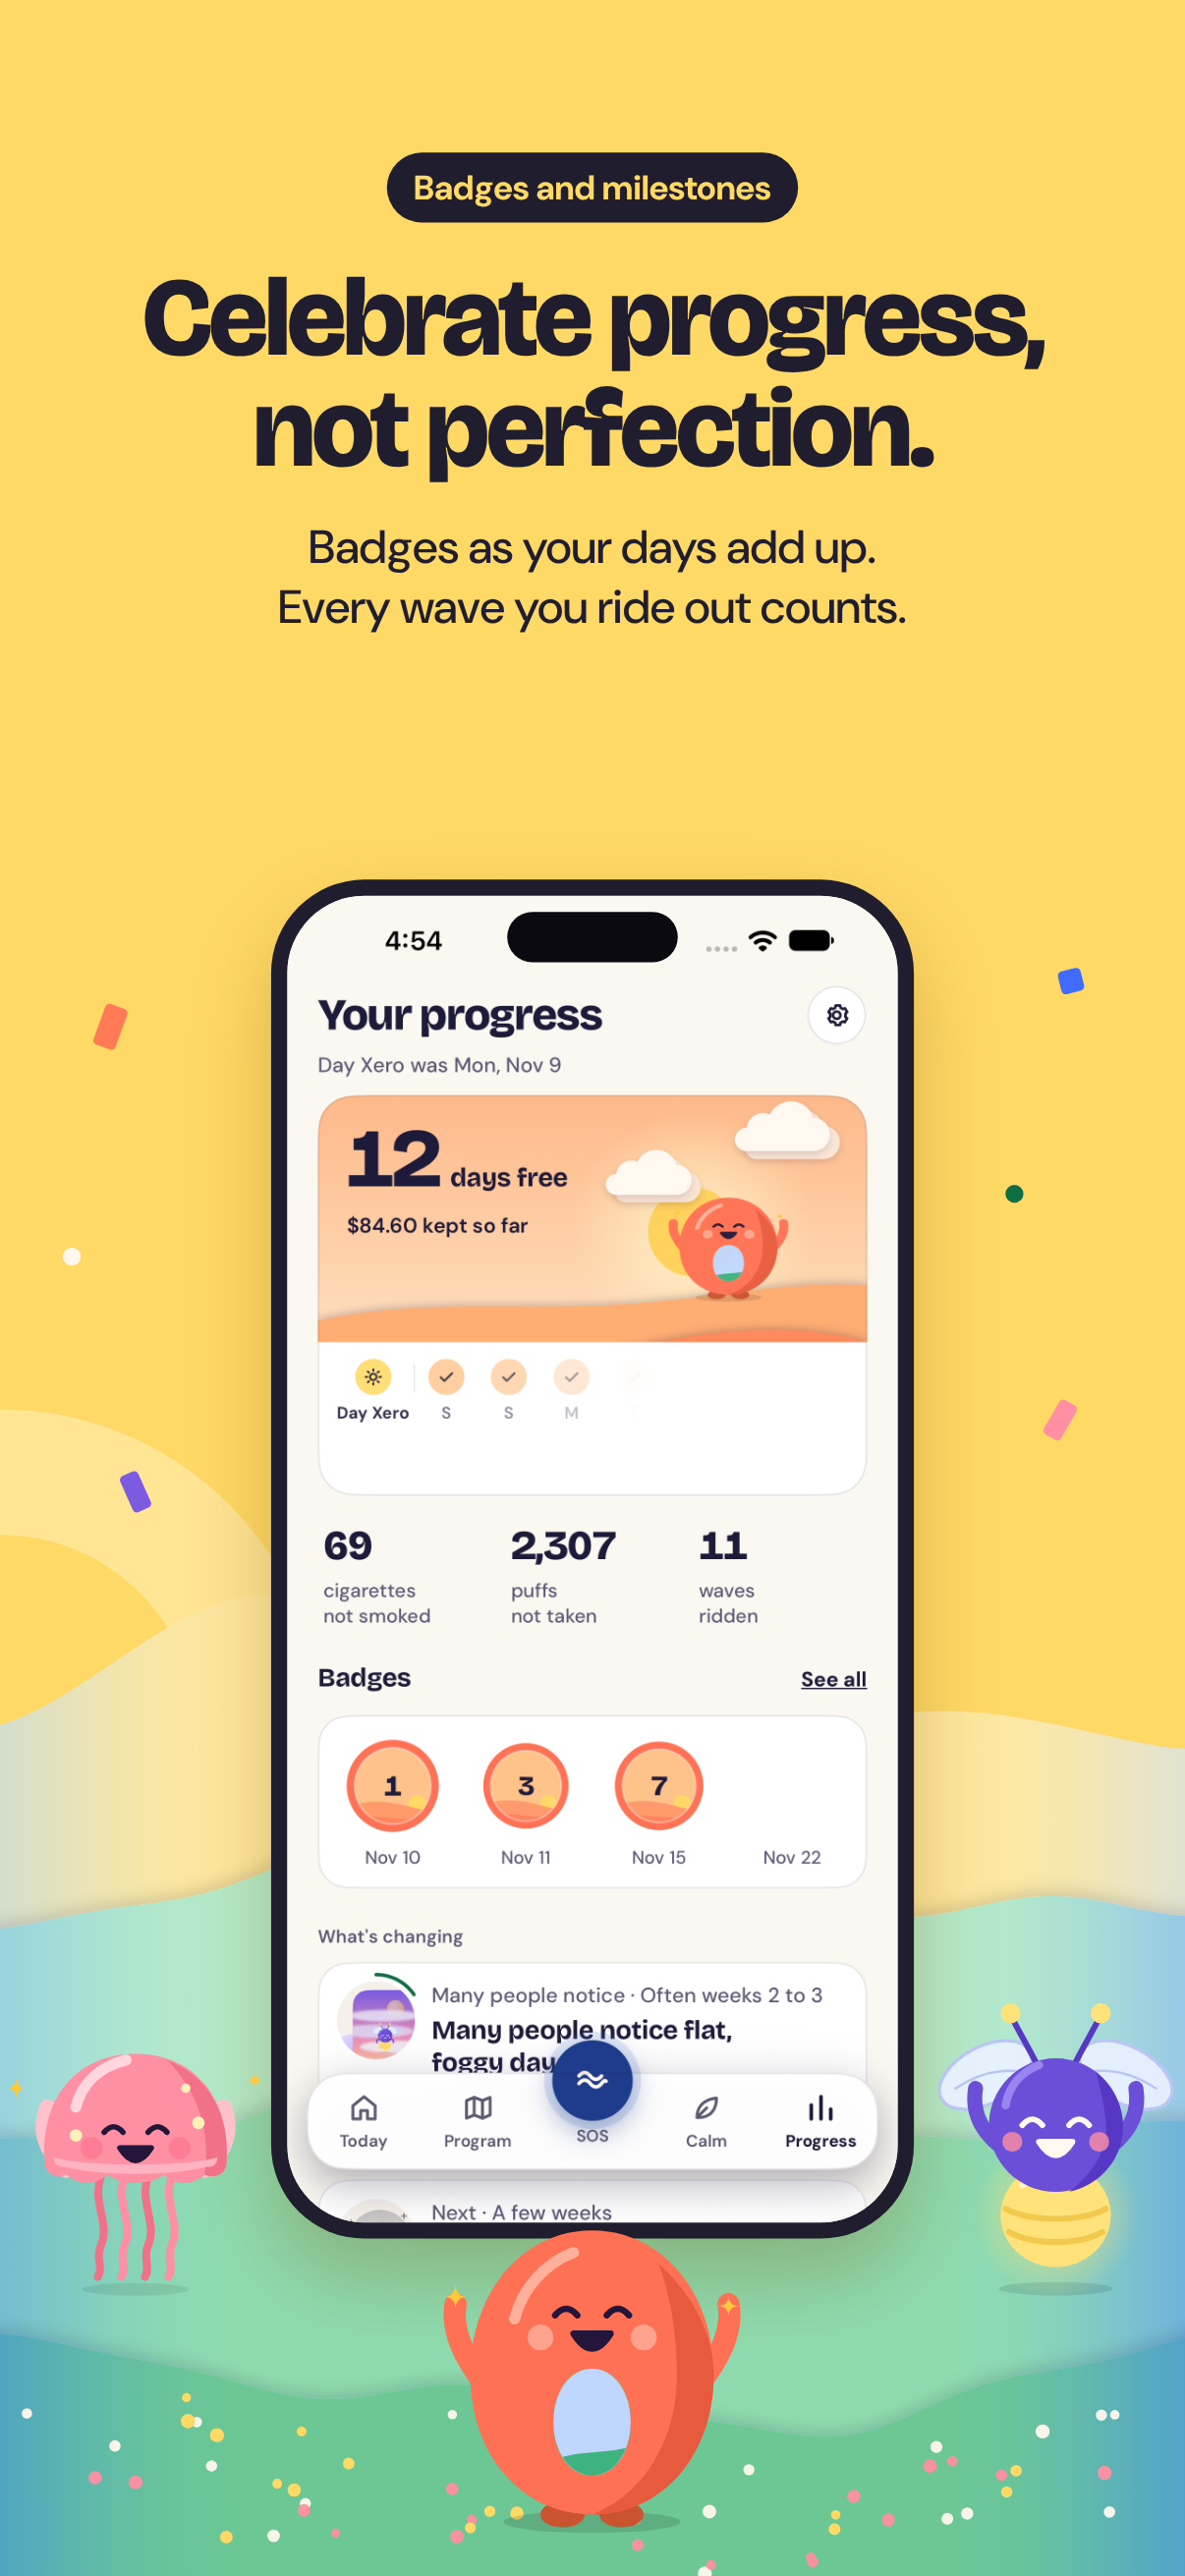 Badges and milestones
Celebrate progress,
not perfection.
Badges as your days add up.
Every wave you ride out counts.
4:54
Your progress
Day Xero was Mon, Nov 9
12 days free
$84.60 kept so far
Day Xero S S M
69 2,307 11
cigarettes puffs waves
not smoked not taken ridden
Badges See all
1 3 7
Nov 10 Nov 11 Nov 15 Nov 22
What's changing
Many people notice · Often weeks 2 to 3
Many people notice flat,
foggy day
Today Program SOS Calm Progress
Next · A few weeks